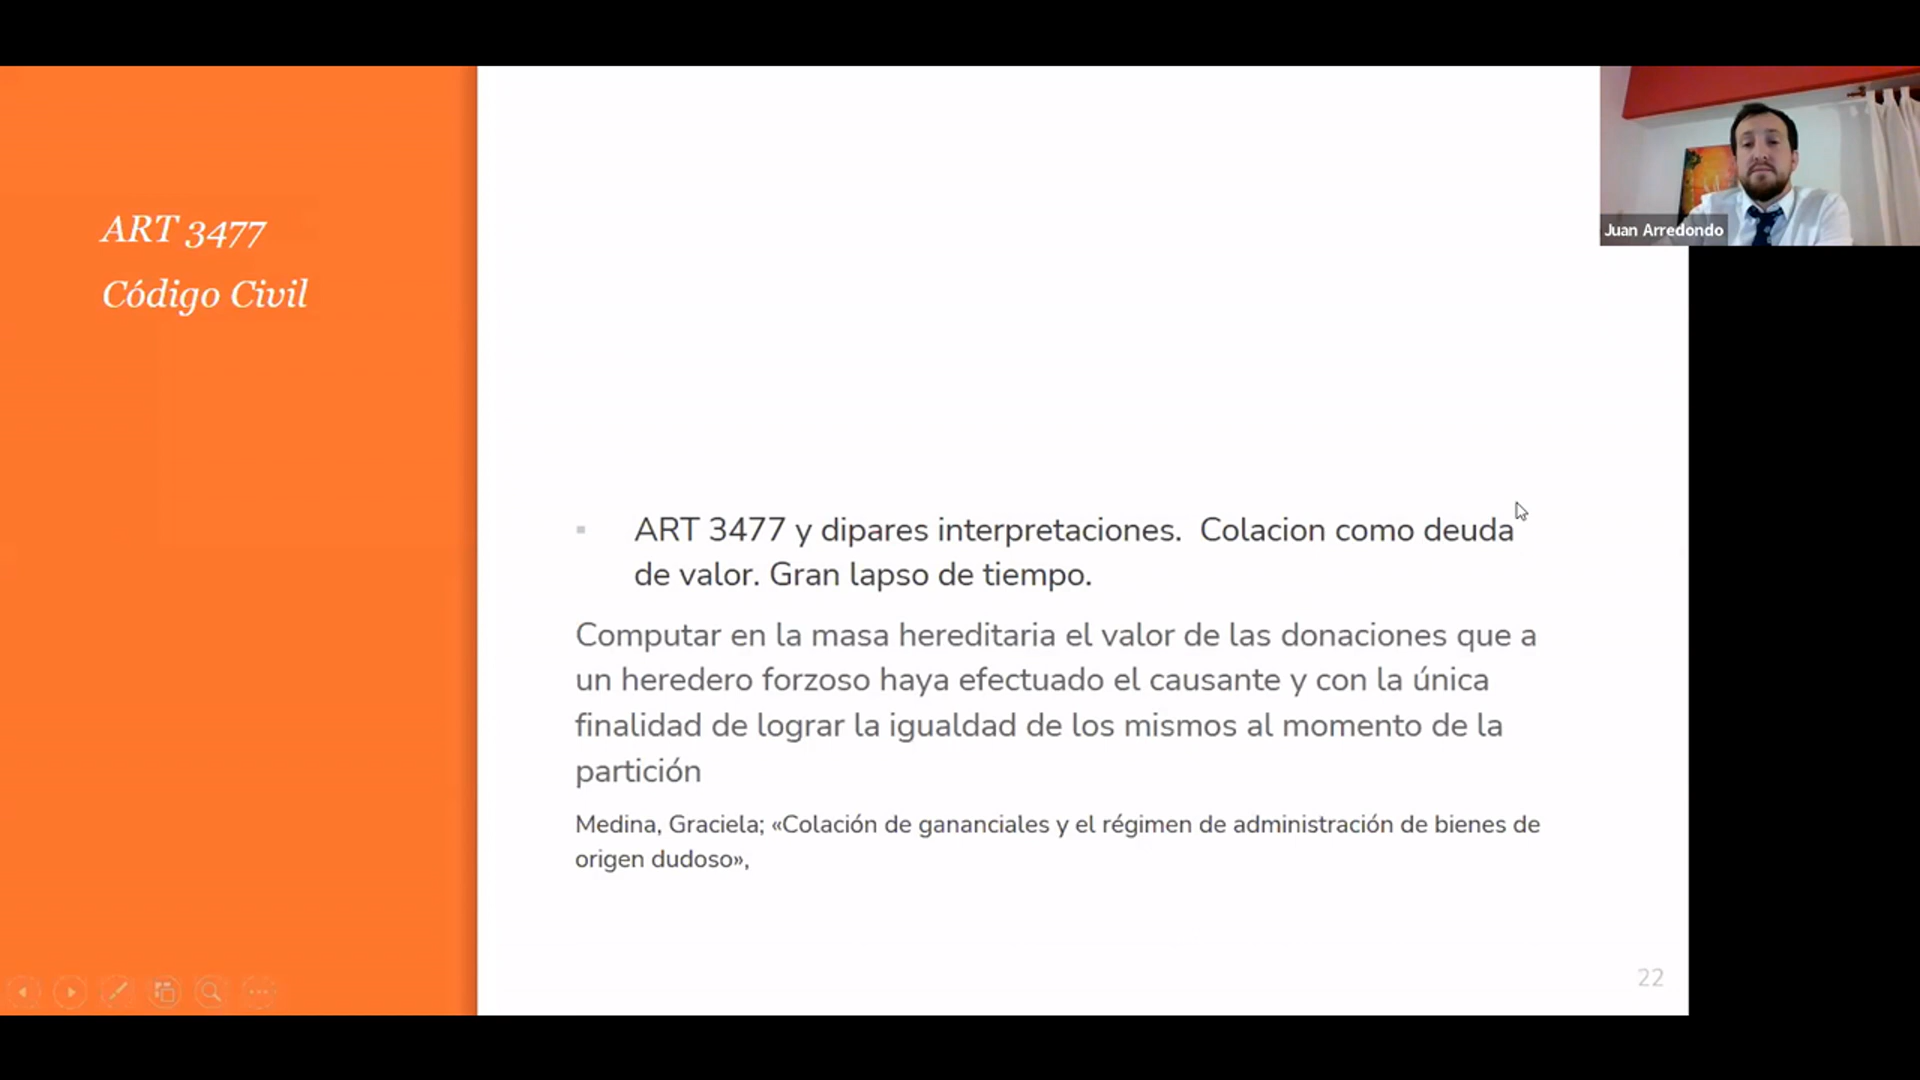 ART 3477
Código Civil
Juan Arredondo
ART 3477 y dipares interpretaciones. Colacion como deuda
de valor. Gran lapso de tiempo.
Computar en la masa hereditaria el valor de las donaciones que a
un heredero forzoso haya efectuado el causante y con la única
finalidad de lograr la igualdad de los mismos al momento de la
partición
Medina, Graciela; «Colación de gananciales y el régimen de administración de bienes de
origen dudoso»,
22